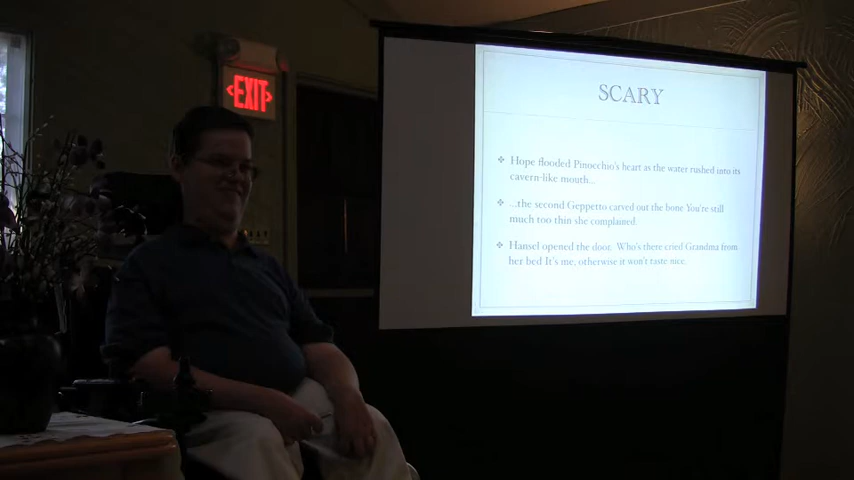 EXIT
SCARY
Hope flooded Pinocchio's heart as the water rushed into its
cavern-like mouth...
...the second Geppetto carved out the bone You're still
much too thin she complained.
Hansel opened the door. Who's there cried Grandma from
her bed It's me, otherwise it won't taste nice.